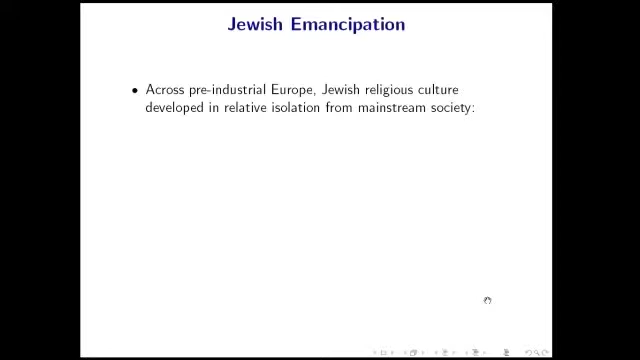 Jewish Emancipation
• Across pre-industrial Europe, Jewish religious culture
developed in relative isolation from mainstream society: